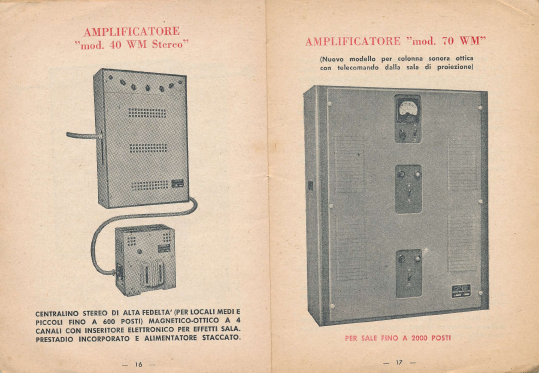 AMPLIFICATORE
"mod. 40 WM Stereo"
CENTRALINO STEREO DI ALTA FEDELTA' (PER LOCALI MEDI E
PICCOLI FINO A 600 POSTI) MAGNETICO-OTTICO A 4
CANALI CON INSERITORE ELETTRONICO PER EFFETTI SALA.
PRESTADIO INCORPORATO E ALIMENTATORE STACCATO.
— 16 —
AMPLIFICATORE "mod. 70 WM"
(Nuovo modello per colonna sonora ottica
con telecomando dalla sala di proiezione)
PER SALE FINO A 2000 POSTI
— 17 —